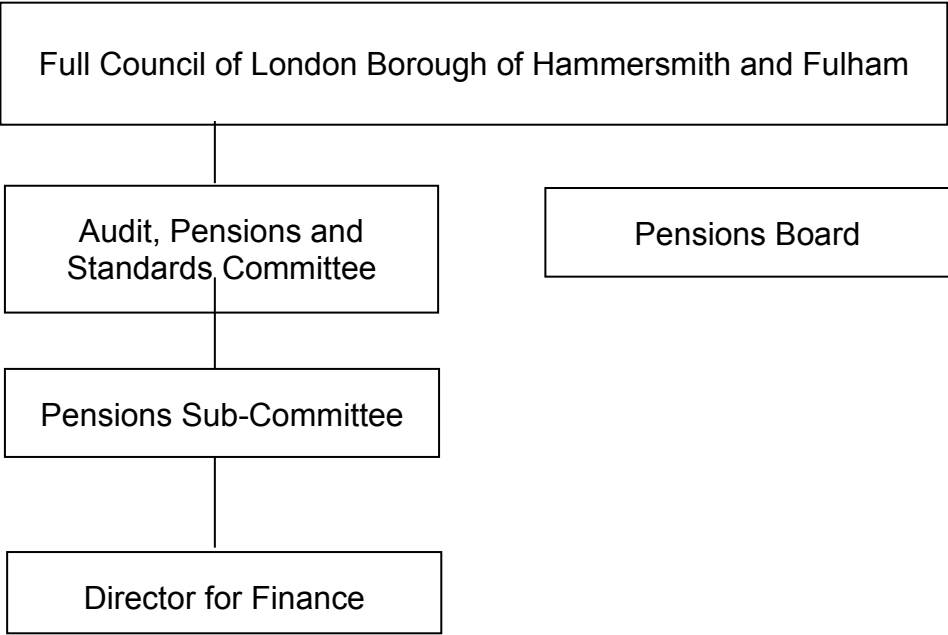 Full Council of London Borough of Hammersmith and Fulham
Audit, Pensions and
Standards Committee
Pensions Board
Pensions Sub-Committee
Director for Finance